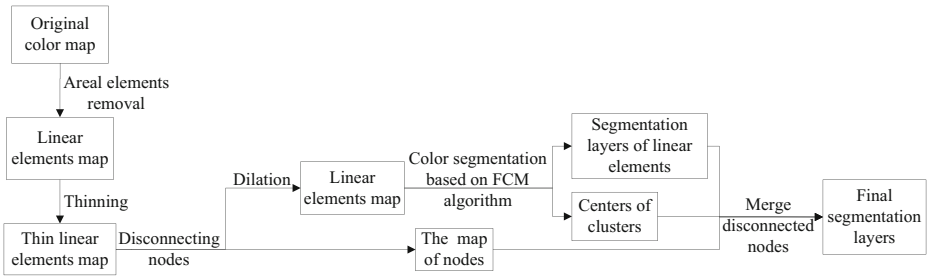 Original
color map
Areal elements
removal
Linear
elements map
Thinning
Thin linear
elements map
Disconnecting
nodes
Dilation
Linear
elements map
The map
of nodes
Color segmentation
based on FCM
algorithm
Segmentation
layers of linear
elements
Centers of
clusters
Merge
disconnected
nodes
Final
segmentation
layers